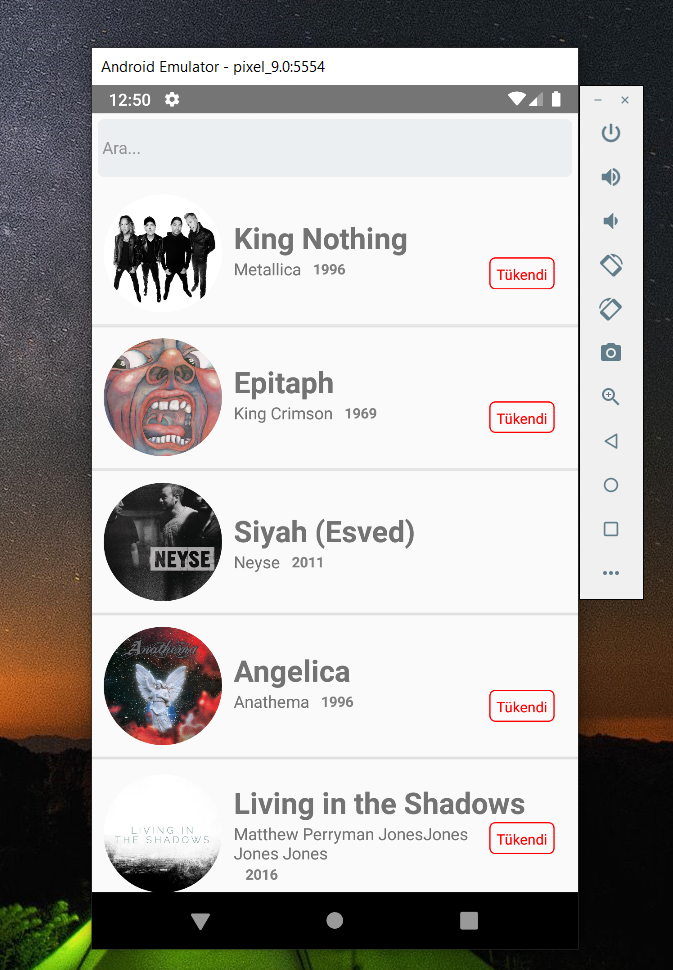 Android Emulator - pixel_9.0:5554
12:50
Ara...
King Nothing
Metallica 1996
Tükendi
Epitaph
King Crimson 1969
Tükendi
Siyah (Esved)
Neyse 2011
NEYSE
Anathema
Angelica
Anathema 1996
Tükendi
Living in the Shadows
LIVING IN
THE SHADOWS
Matthew Perryman JonesJones
Jones Jones
Tükendi
2016